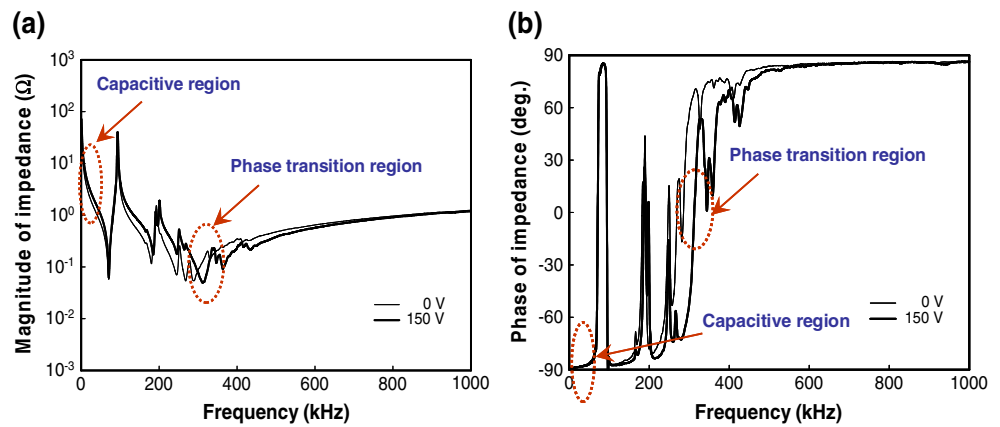 (a)
Magnitude of impedance (Ω)
10³
10²
10¹
10⁰
10⁻¹
10⁻²
10⁻³
Capacitive region
Phase transition region
0 V
150 V
0 200 400 600 800 1000
Frequency (kHz)
(b)
Phase of impedance (deg.)
90
60
30
0
-30
-60
-90
Phase transition region
0 V
150 V
Capacitive region
0 200 400 600 800 1000
Frequency (kHz)